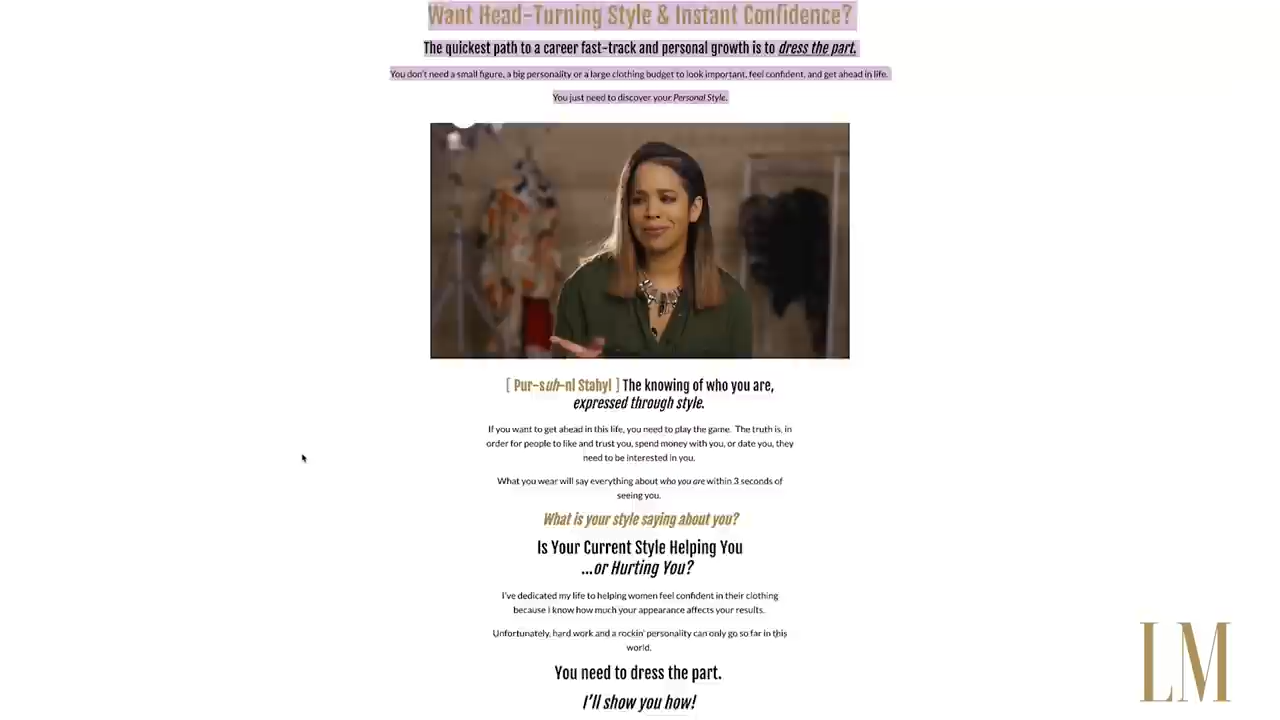 Want Head-Turning Style & Instant Confidence?
The quickest path to a career fast-track and personal growth is to dress the part.
You don't need a small figure, a big personality or a large clothing budget to look important, feel confident, and get ahead in life.
You just need to discover your Personal Style.
[ Pur-suh-nl Stahyl ] The knowing of who you are,
expressed through style.
If you want to get ahead in this life, you need to play the game. The truth is, in
order for people to like and trust you, spend money with you, or date you, they
need to be interested in you.
What you wear will say everything about who you are within 3 seconds of
seeing you.
What is your style saying about you?
Is Your Current Style Helping You
...or Hurting You?
I've dedicated my life to helping women feel confident in their clothing
because I know how much your appearance affects your results.
Unfortunately, hard work and a rockin' personality can only go so far in this
world.
You need to dress the part.
I'll show you how!
LM